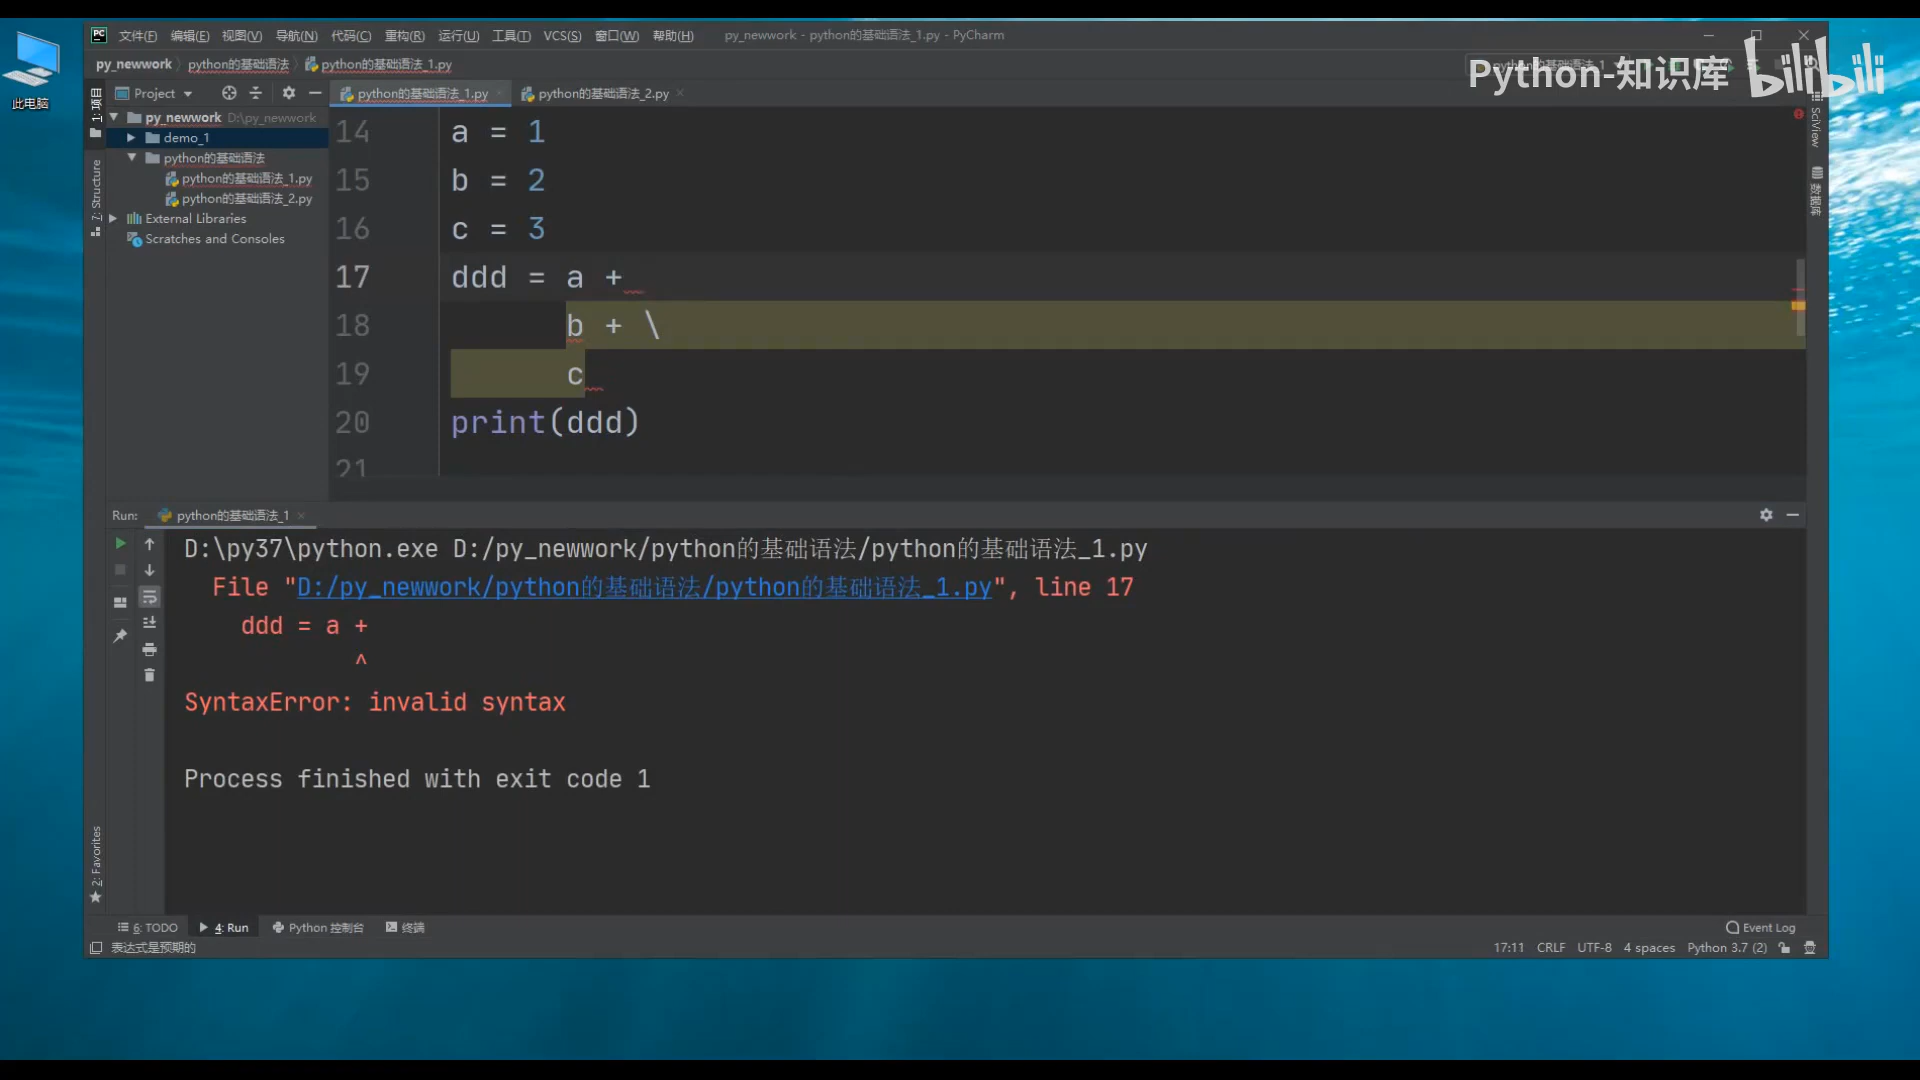 此电脑
文件(F) 编辑(E) 视图(V) 导航(N) 代码(C) 重构(R) 运行(U) 工具(T) VCS(S) 窗口(W) 帮助(H) py_newwork - python的基础语法_1.py - PyCharm
py_newwork python的基础语法 python的基础语法_1.py
Python-知识库 bilibili
1: 项目
Project
python的基础语法_1.py
python的基础语法_2.py
py_newwork D:\py_newwork
demo_1
python的基础语法
python的基础语法_1.py
python的基础语法_2.py
External Libraries
Scratches and Consoles
7: Structure
SciView
数据库
14 a = 1
15 b = 2
16 c = 3
17 ddd = a +
18 b + \
19 c
20 print(ddd)
21
Run: python的基础语法_1
D:\py37\python.exe D:/py_newwork/python的基础语法/python的基础语法_1.py
File "D:/py_newwork/python的基础语法/python的基础语法_1.py", line 17
ddd = a +
^
SyntaxError: invalid syntax
Process finished with exit code 1
2: Favorites
6: TODO 4: Run Python 控制台 终端 Event Log
表达式是预期的 17:11 CRLF UTF-8 4 spaces Python 3.7 (2)